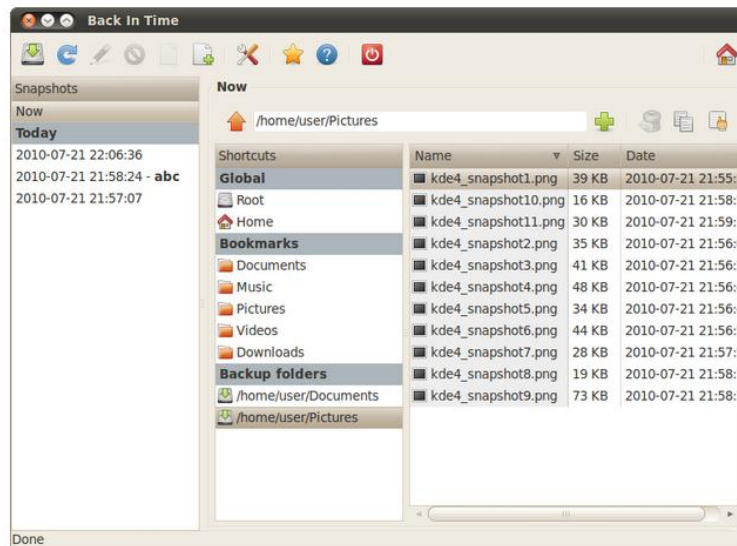 Back In Time
Snapshots
Now
Today
2010-07-21 22:06:36
2010-07-21 21:58:24 - abc
2010-07-21 21:57:07
Now
/home/user/Pictures
Shortcuts
Global
Root
Home
Bookmarks
Documents
Music
Pictures
Videos
Downloads
Backup folders
/home/user/Documents
/home/user/Pictures
Name Size Date
kde4_snapshot1.png 39 KB 2010-07-21 21:55:
kde4_snapshot10.png 16 KB 2010-07-21 21:58:
kde4_snapshot11.png 30 KB 2010-07-21 21:59:
kde4_snapshot2.png 35 KB 2010-07-21 21:56:
kde4_snapshot3.png 41 KB 2010-07-21 21:56:
kde4_snapshot4.png 48 KB 2010-07-21 21:56:
kde4_snapshot5.png 34 KB 2010-07-21 21:56:
kde4_snapshot6.png 44 KB 2010-07-21 21:56:
kde4_snapshot7.png 28 KB 2010-07-21 21:57:
kde4_snapshot8.png 19 KB 2010-07-21 21:58:
kde4_snapshot9.png 73 KB 2010-07-21 21:58:
Done